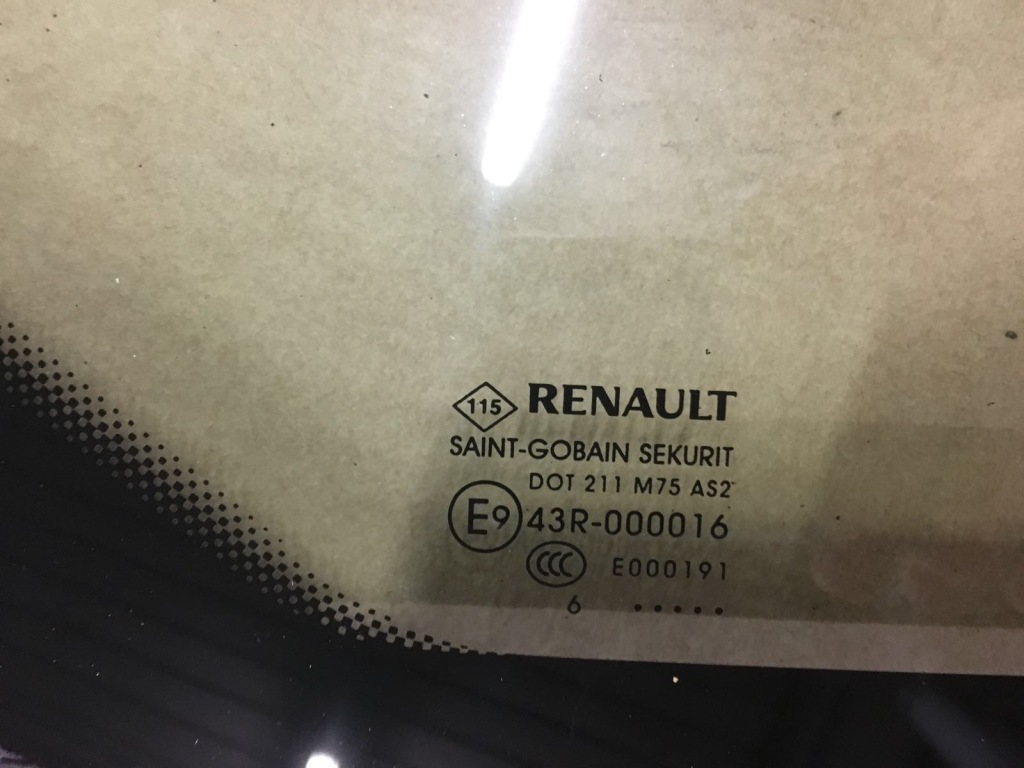 115 RENAULT
SAINT-GOBAIN SEKURIT
DOT 211 M75 AS2
E9 43R-000016
CCC E000191
6 .....